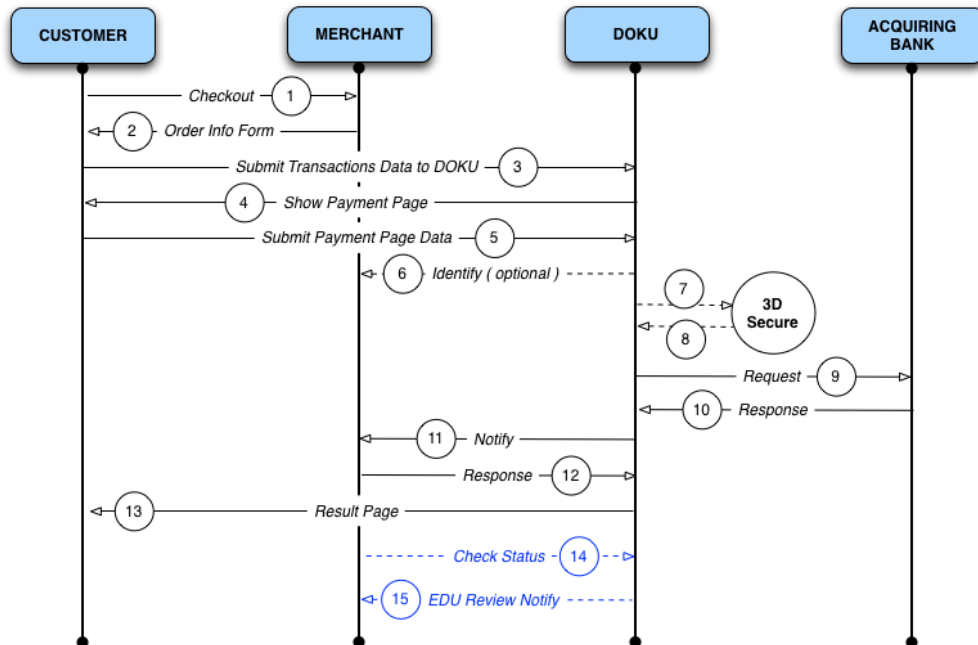 CUSTOMER
MERCHANT
DOKU
ACQUIRING
BANK
Checkout 1
2 Order Info Form
Submit Transactions Data to DOKU 3
4 Show Payment Page
Submit Payment Page Data 5
6 Identify ( optional )
7
3D
Secure
8
Request 9
10 Response
11 Notify
Response 12
13 Result Page
Check Status 14
15 EDU Review Notify